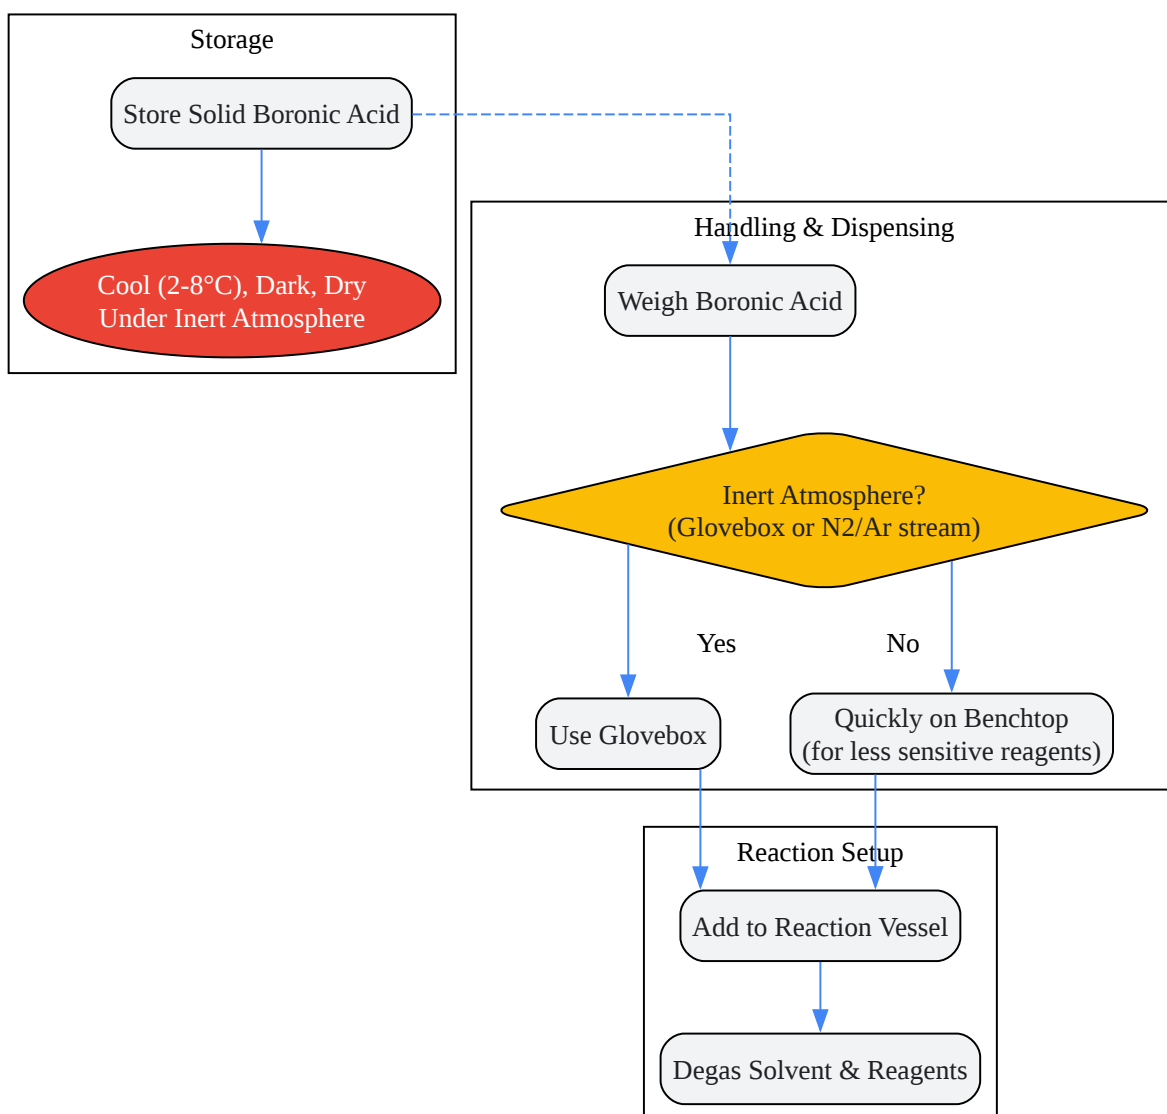 Storage
Store Solid Boronic Acid
Cool (2-8°C), Dark, Dry
Under Inert Atmosphere
Handling & Dispensing
Weigh Boronic Acid
Inert Atmosphere?
(Glovebox or N2/Ar stream)
Yes
No
Use Glovebox
Quickly on Benchtop
(for less sensitive reagents)
Reaction Setup
Add to Reaction Vessel
Degas Solvent & Reagents